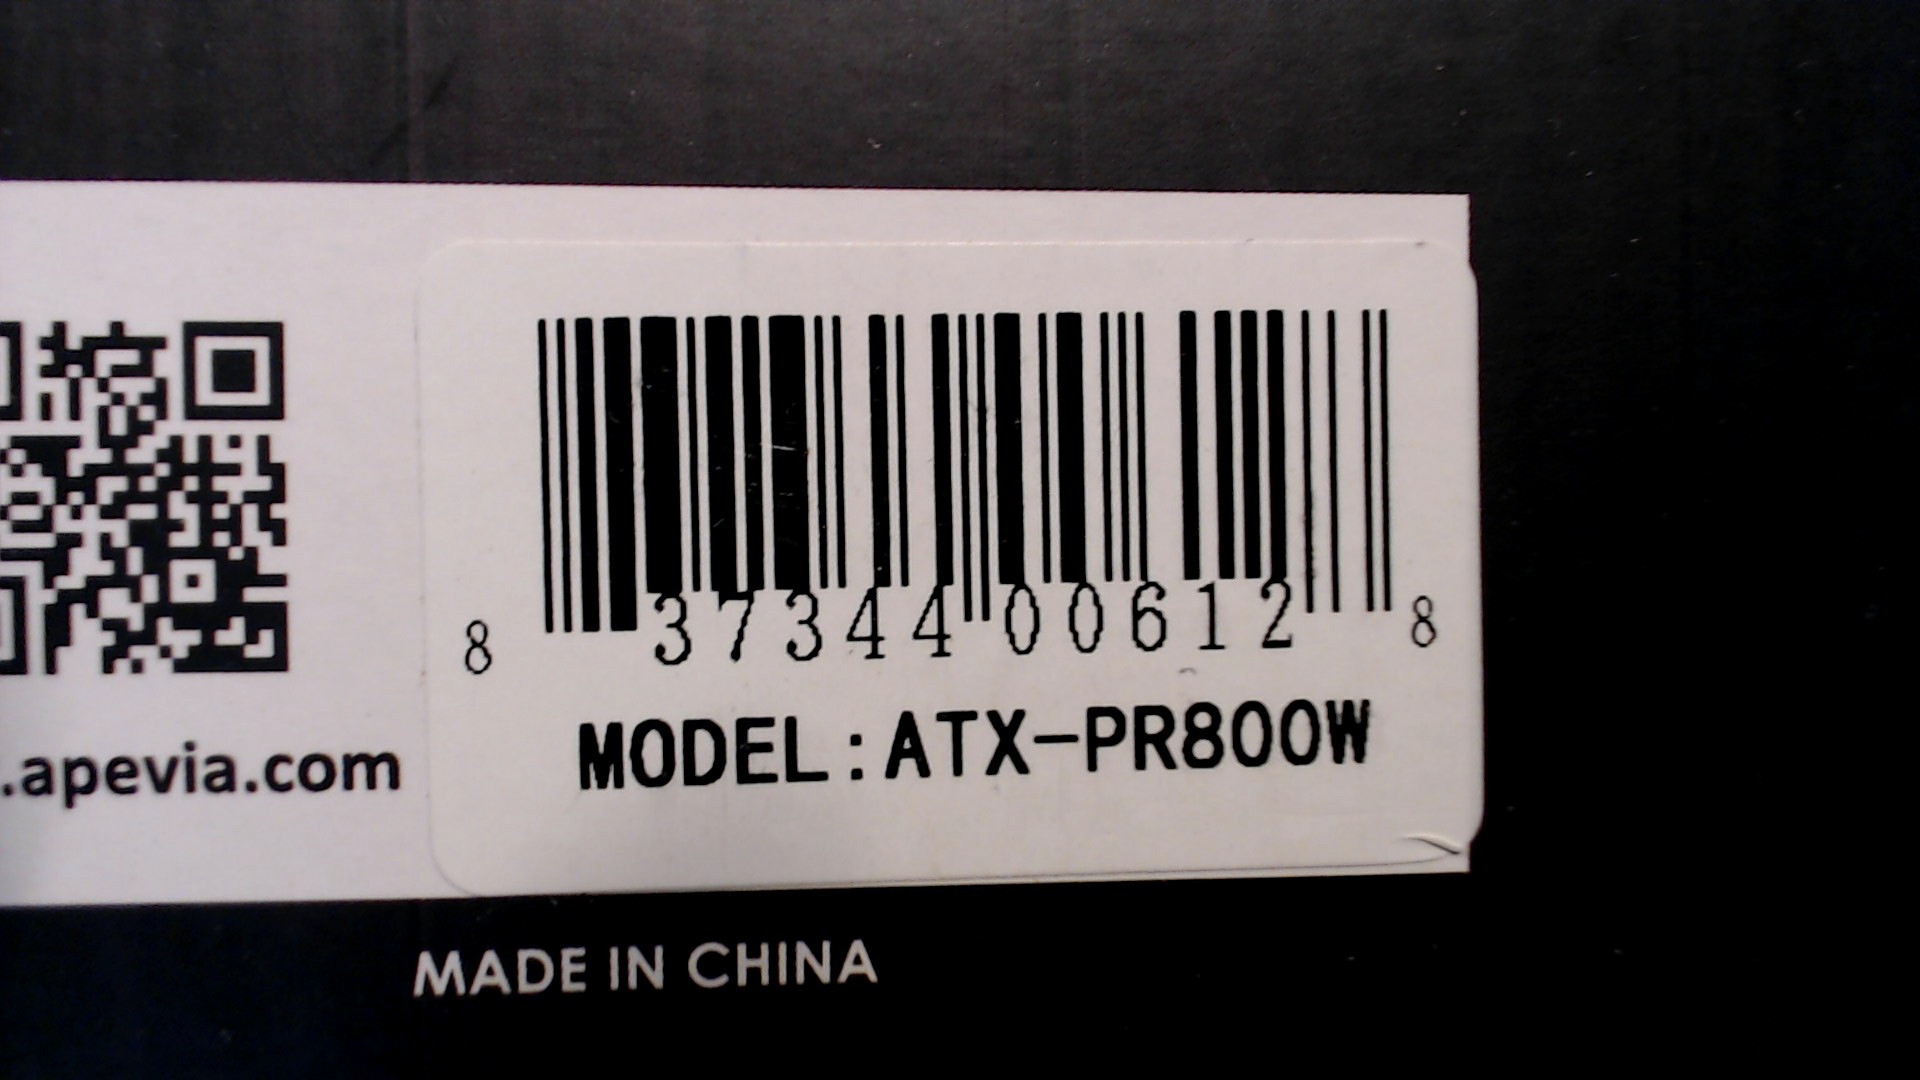 8 37344 00612 8
MODEL:ATX-PR800W
.apevia.com
MADE IN CHINA